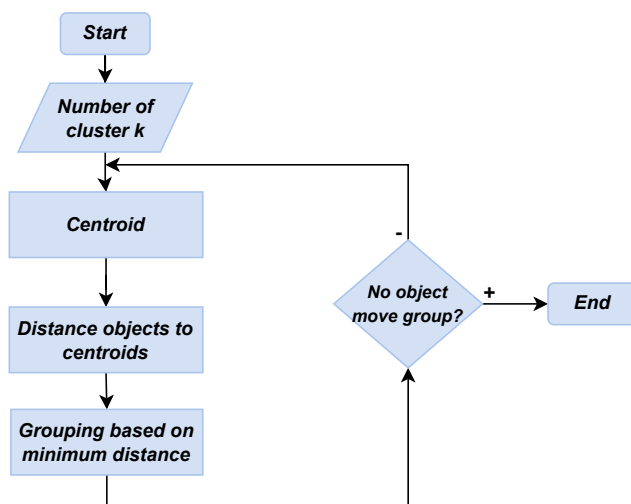 Start
Number of
cluster k
Centroid
Distance objects to
centroids
Grouping based on
minimum distance
-
No object
move group?
+
End